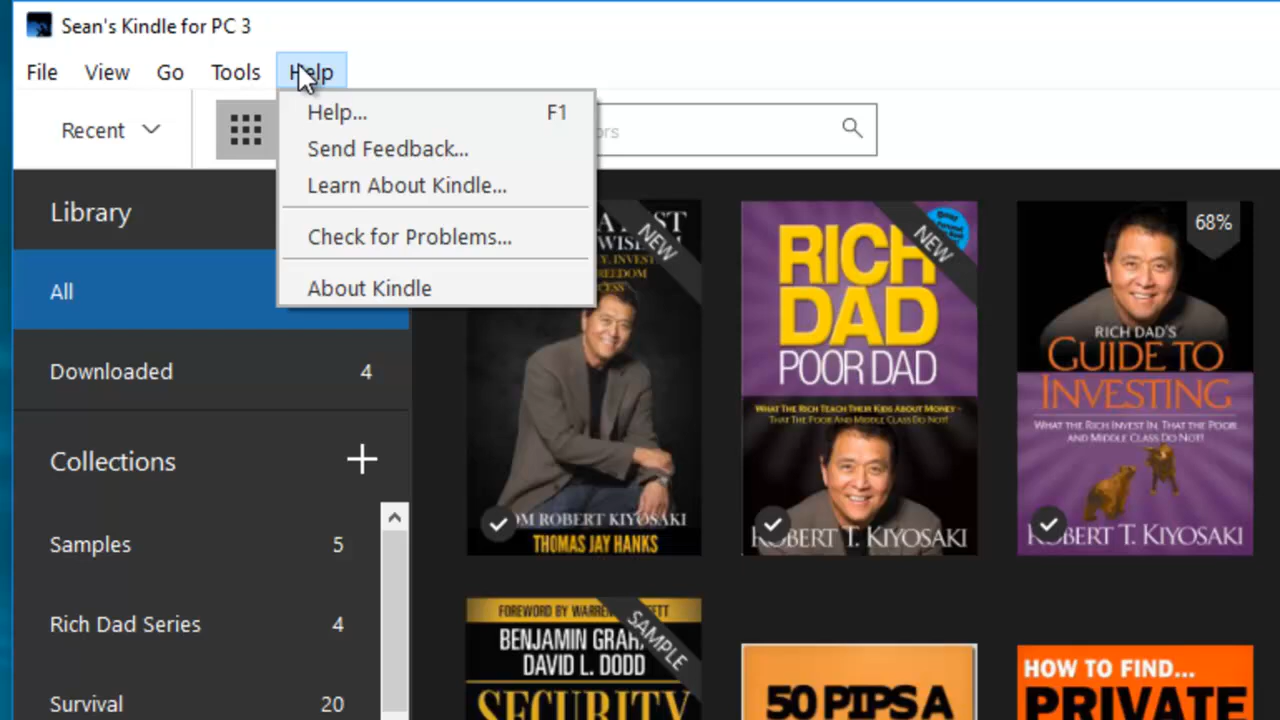 Sean's Kindle for PC 3
File View Go Tools Help
Recent
Help... F1
Send Feedback...
Learn About Kindle...
Check for Problems...
About Kindle
Library
All
Downloaded 4
Collections +
Samples 5
Rich Dad Series 4
Survival 20
NEW
THOMAS JAY HANKS
NEW
RICH
DAD
POOR DAD
WHAT THE RICH TEACH THEIR KIDS ABOUT MONEY -
THAT THE POOR AND MIDDLE CLASS DO NOT!
ROBERT T. KIYOSAKI
68%
RICH DAD'S
GUIDE TO
INVESTING
WHAT THE RICH INVEST IN, THAT THE POOR
AND MIDDLE CLASS DO NOT!
ROBERT T. KIYOSAKI
FOREWORD BY
SAMPLE
BENJAMIN
DAVID L. DODD
SECURITY
50 PIPS A
HOW TO FIND...
PRIVATE